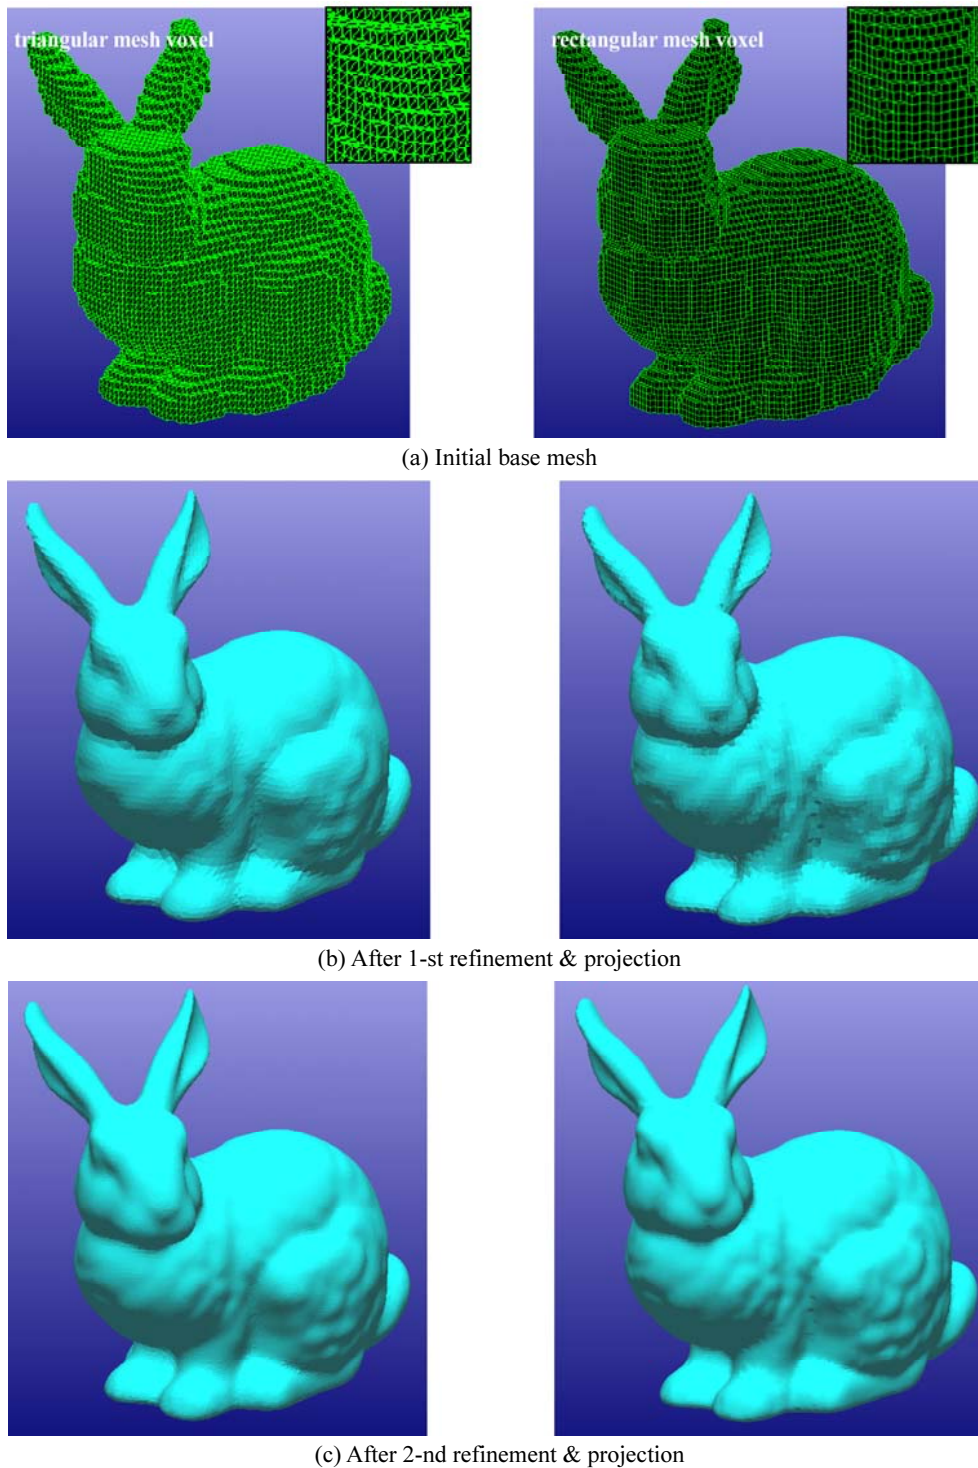 triangular mesh voxel
rectangular mesh voxel
(a) Initial base mesh
(b) After 1-st refinement & projection
(c) After 2-nd refinement & projection